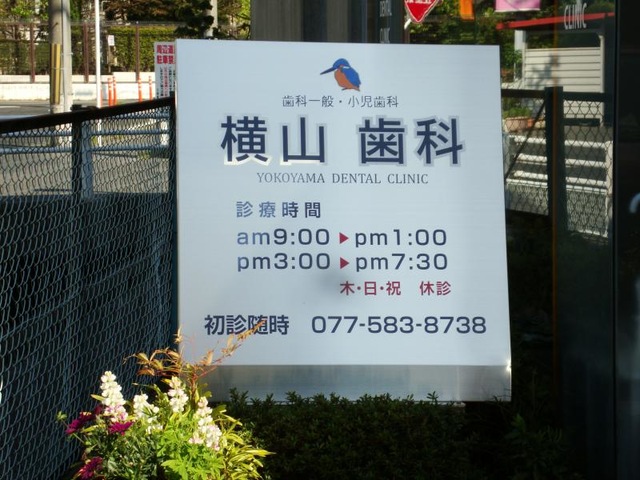 歯科一般・小児歯科
横山 歯科
YOKOYAMA DENTAL CLINIC
診療時間
am9:00 ▶ pm1:00
pm3:00 ▶ pm7:30
木・日・祝 休診
初診随時 077-583-8738
CLINIC